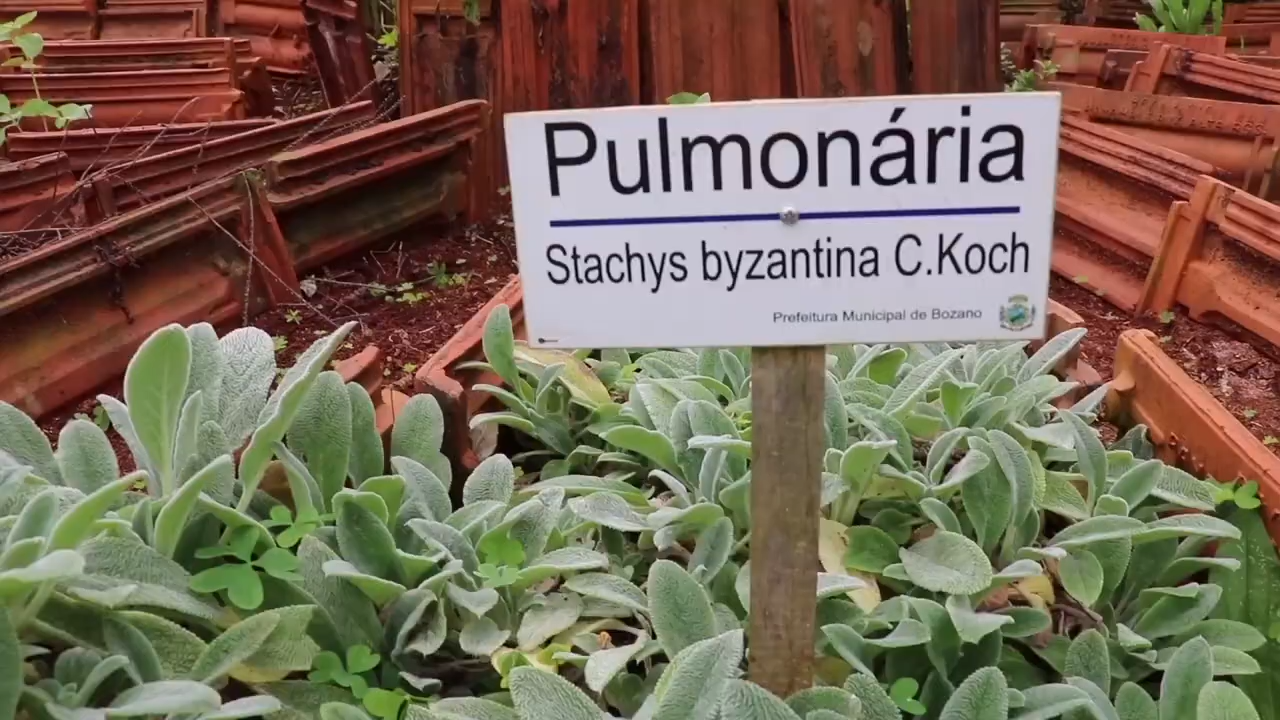 Pulmonária
Stachys byzantina C.Koch
Prefeitura Municipal de Bozano